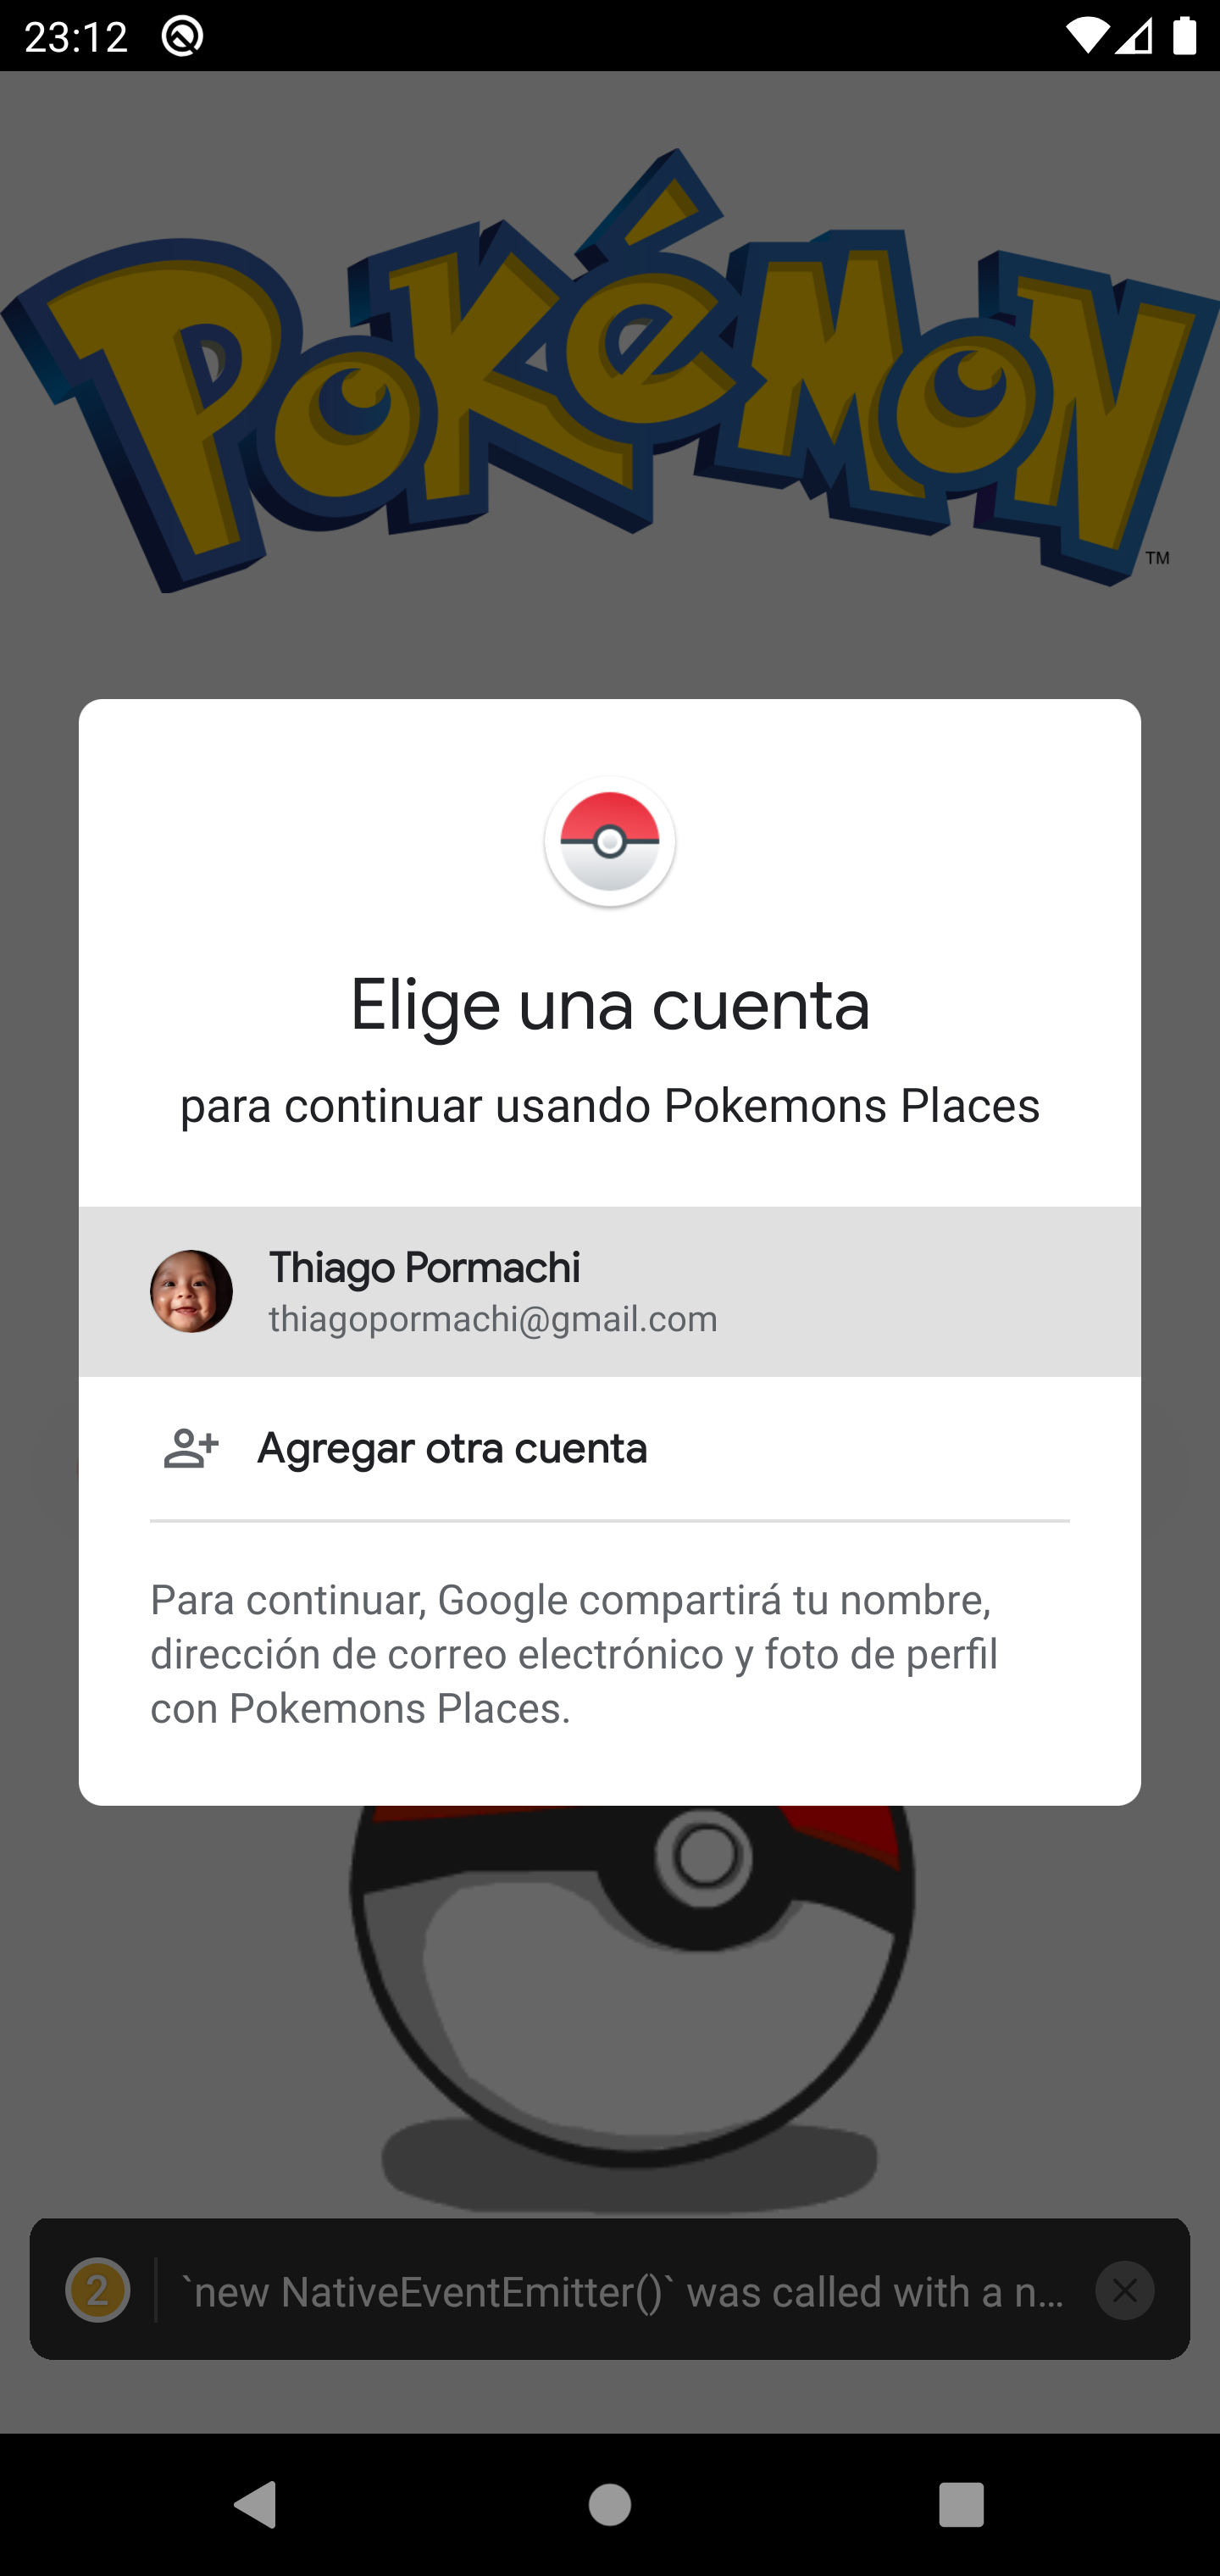 23:12
POKéMON
TM
Elige una cuenta
para continuar usando Pokemons Places
Thiago Pormachi
thiagopormachi@gmail.com
Agregar otra cuenta
Para continuar, Google compartirá tu nombre,
dirección de correo electrónico y foto de perfil
con Pokemons Places.
2 `new NativeEventEmitter()` was called with a n...